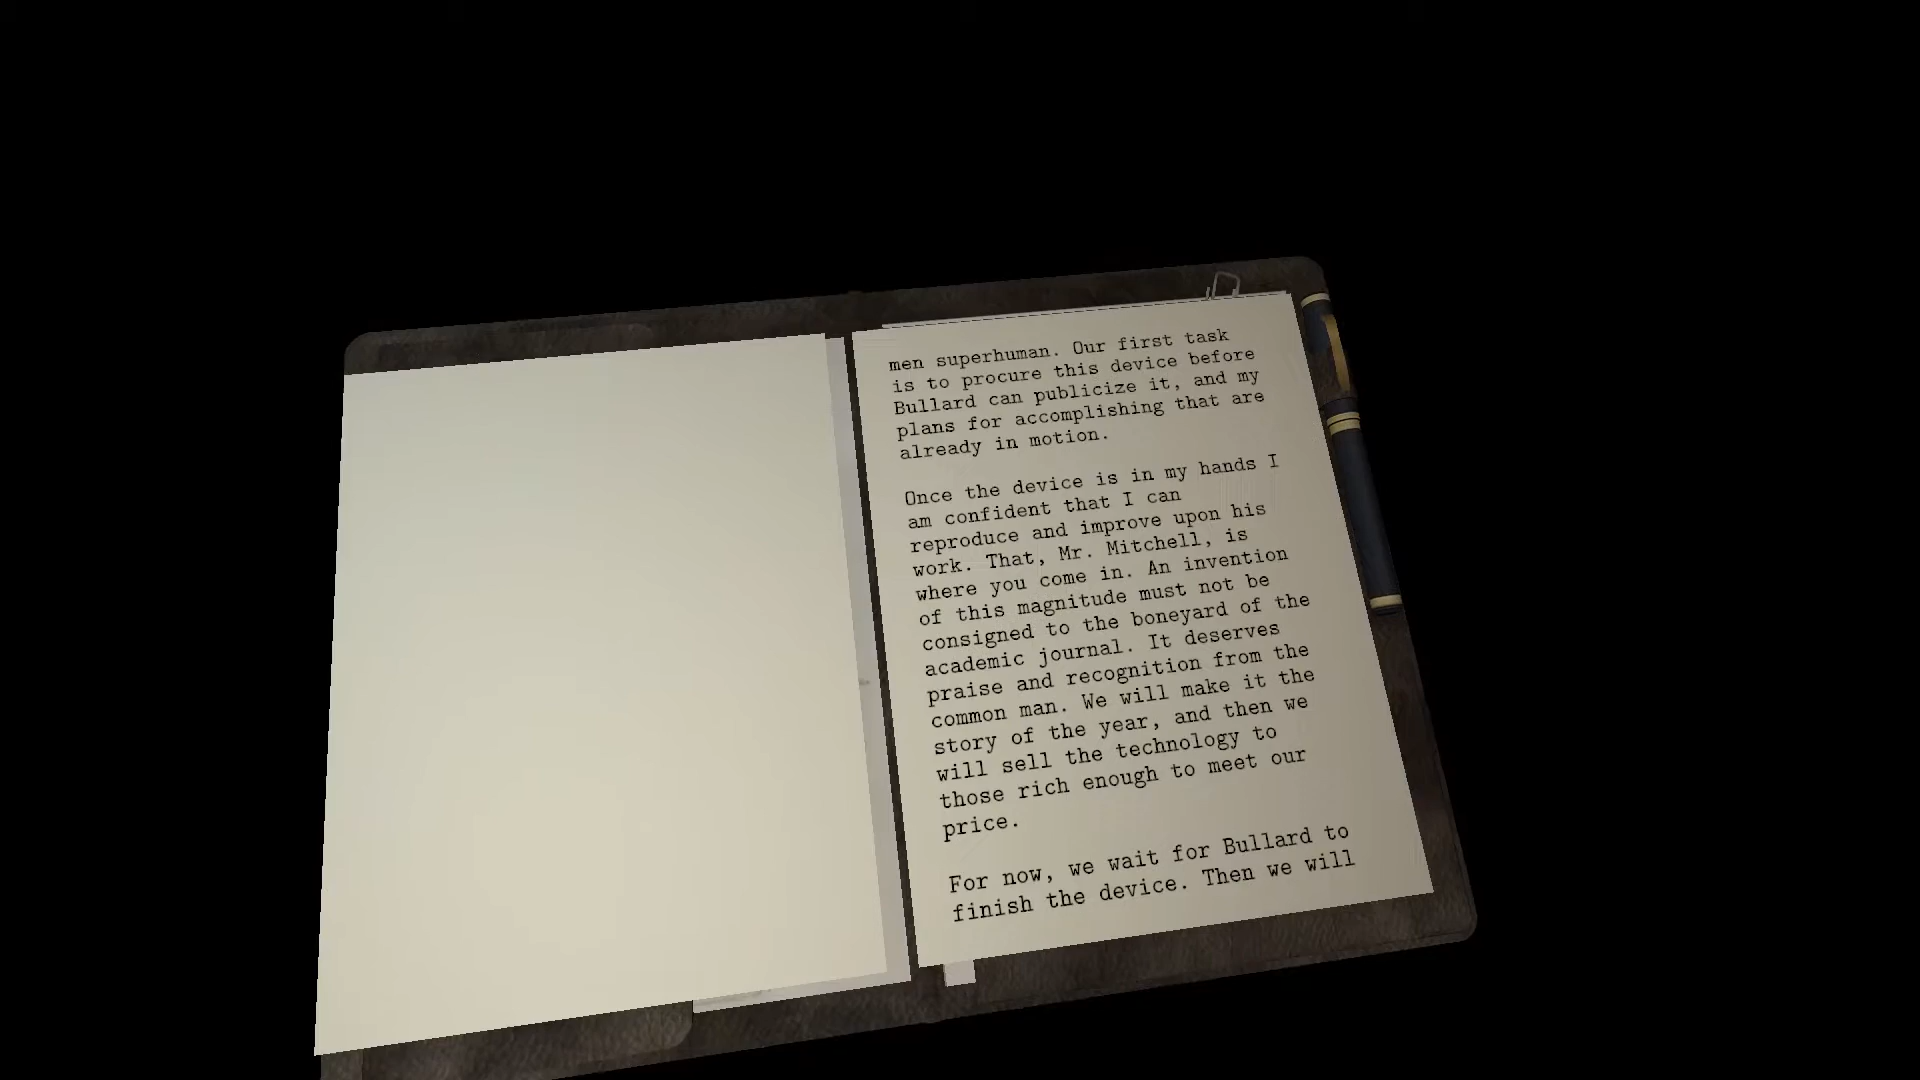 men superhuman. Our first task
is to procure this device before
Bullard can publicize it, and my
plans for accomplishing that are
already in motion.
Once the device is in my hands I
am confident that I can
reproduce and improve upon his
work. That, Mr. Mitchell, is
where you come in. An invention
of this magnitude must not be
consigned to the boneyard of the
academic journal. It deserves
praise and recognition from the
common man. We will make it the
story of the year, and then we
will sell the technology to
those rich enough to meet our
price.
For now, we wait for Bullard to
finish the device. Then we will